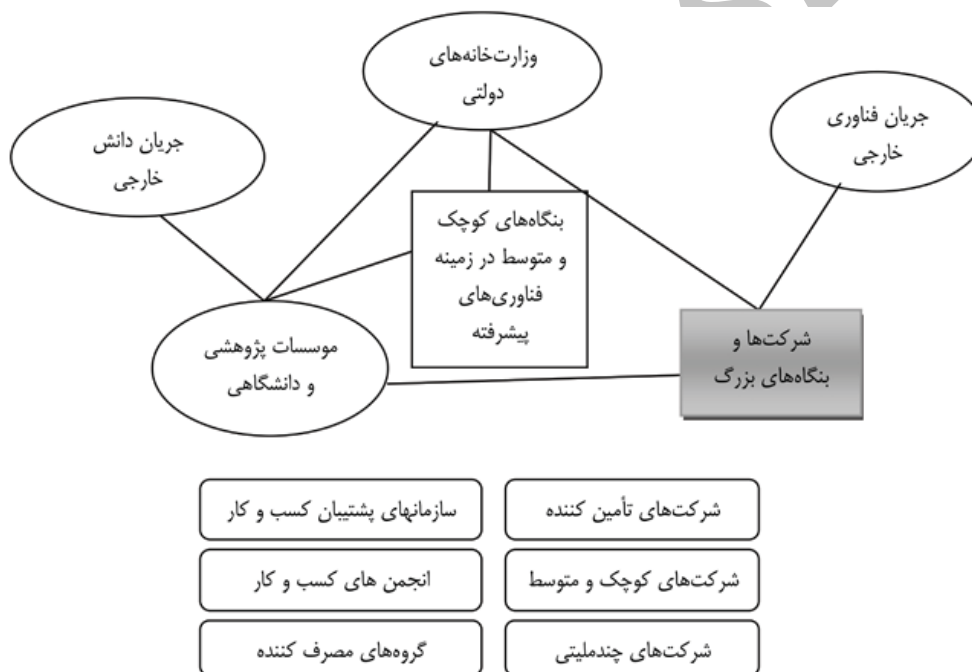 وزارت‌خانه‌های
دولتی
جریان فناوری
خارجی
جریان دانش
خارجی
بنگاه‌های کوچک
و متوسط در زمینه
فناوری‌های
پیشرفته
شرکت‌ها و
بنگاه‌های بزرگ
موسسات پژوهشی
و دانشگاهی
شرکت‌های تأمین کننده
سازمانهای پشتیبان کسب و کار
شرکت‌های کوچک و متوسط
انجمن های کسب و کار
شرکت‌های چندملیتی
گروه‌های مصرف کننده